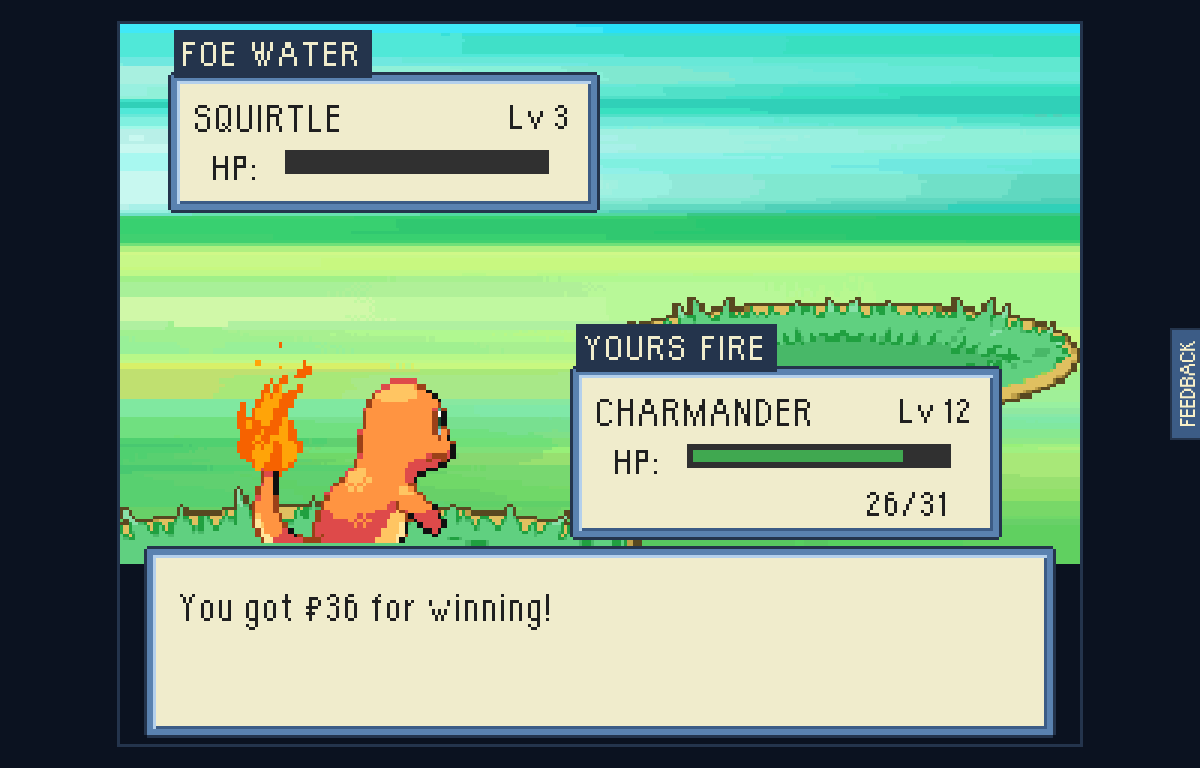 FOE WATER
SQUIRTLE Lv 3
HP:
YOURS FIRE
CHARMANDER Lv 12
HP:
26/31
You got ₽36 for winning!
FEEDBACK